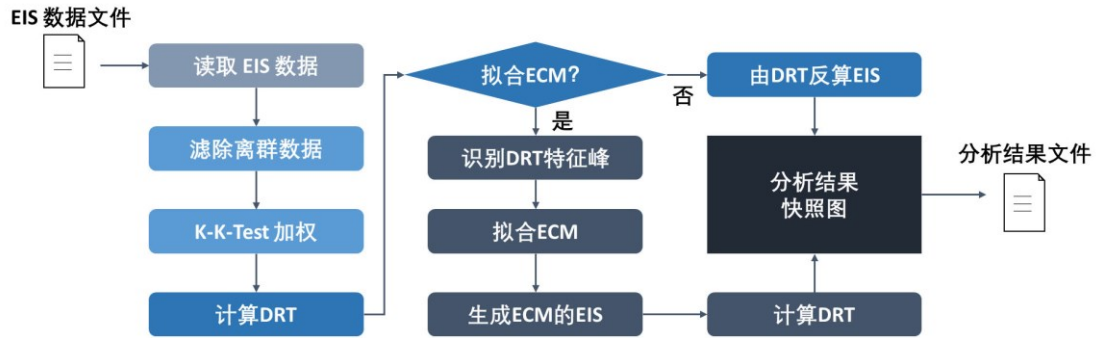 EIS 数据文件
读取 EIS 数据
滤除离群数据
K-K-Test 加权
计算DRT
拟合ECM?
是
否
识别DRT特征峰
拟合ECM
生成ECM的EIS
计算DRT
由DRT反算EIS
分析结果
快照图
分析结果文件